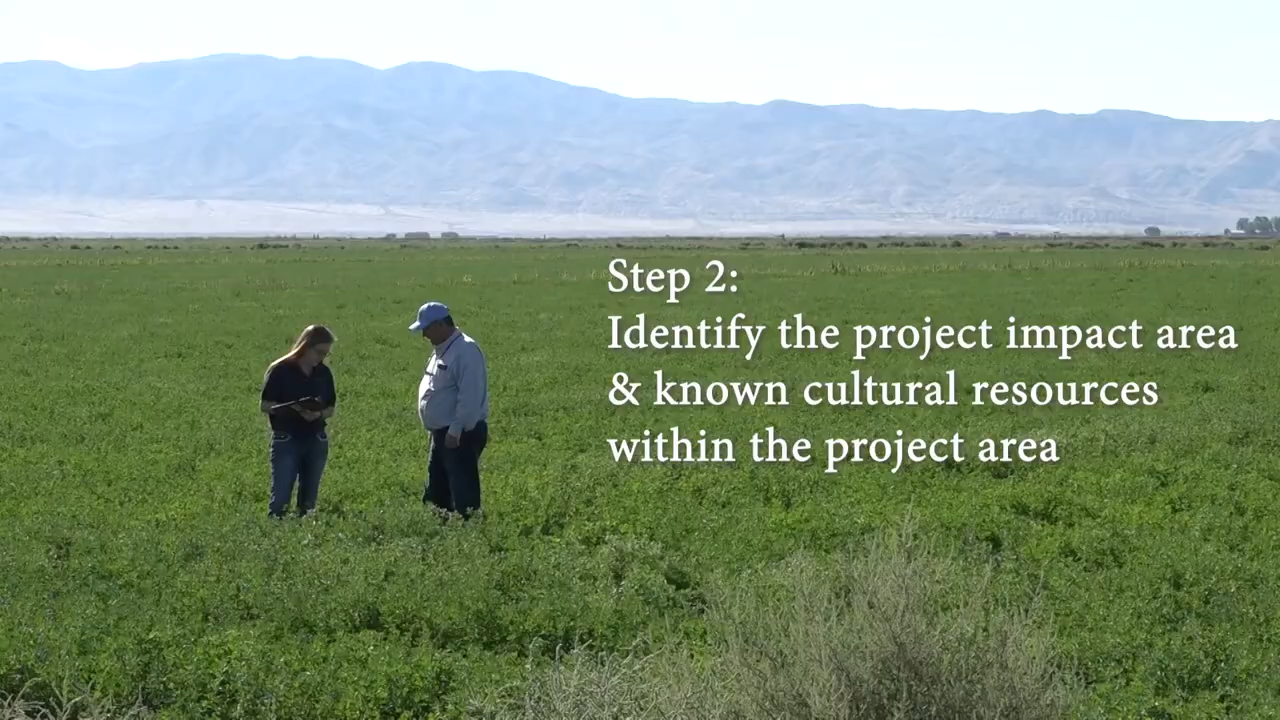 Step 2:
Identify the project impact area
& known cultural resources
within the project area